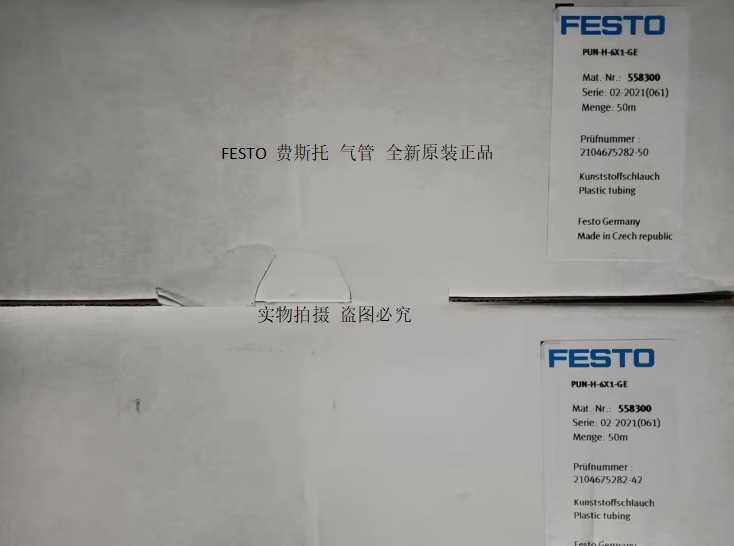 FESTO
PUN-H-6X1-GE
Mat.-Nr.: 558300
Serie: 02-2021(061)
Menge: 50m
Prüfnummer :
2104675282-50
Kunststoffschlauch
Plastic tubing
Festo Germany
Made in Czech republic
FESTO 费斯托 气管 全新原装正品
实物拍摄 盗图必究
FESTO
PUN-H-6X1-GE
Mat.-Nr.: 558300
Serie: 02-2021(061)
Menge: 50m
Prüfnummer :
2104675282-42
Kunststoffschlauch
Plastic tubing
Festo Germany